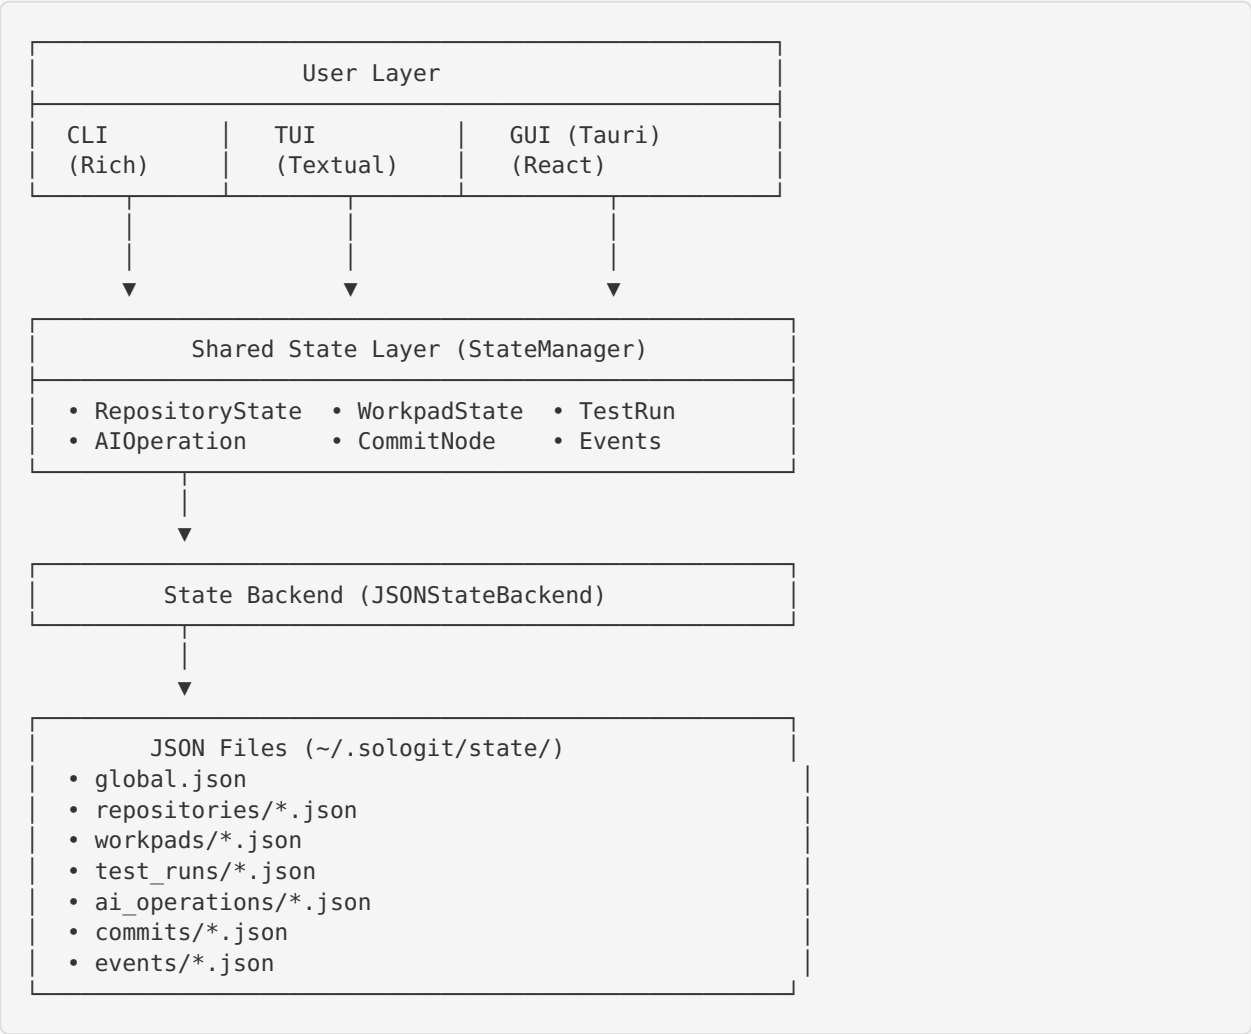 User Layer
CLI TUI GUI (Tauri)
(Rich) (Textual) (React)
Shared State Layer (StateManager)
• RepositoryState • WorkpadState • TestRun
• AIOperation • CommitNode • Events
State Backend (JSONStateBackend)
JSON Files (~/.sologit/state/)
• global.json
• repositories/*.json
• workpads/*.json
• test_runs/*.json
• ai_operations/*.json
• commits/*.json
• events/*.json